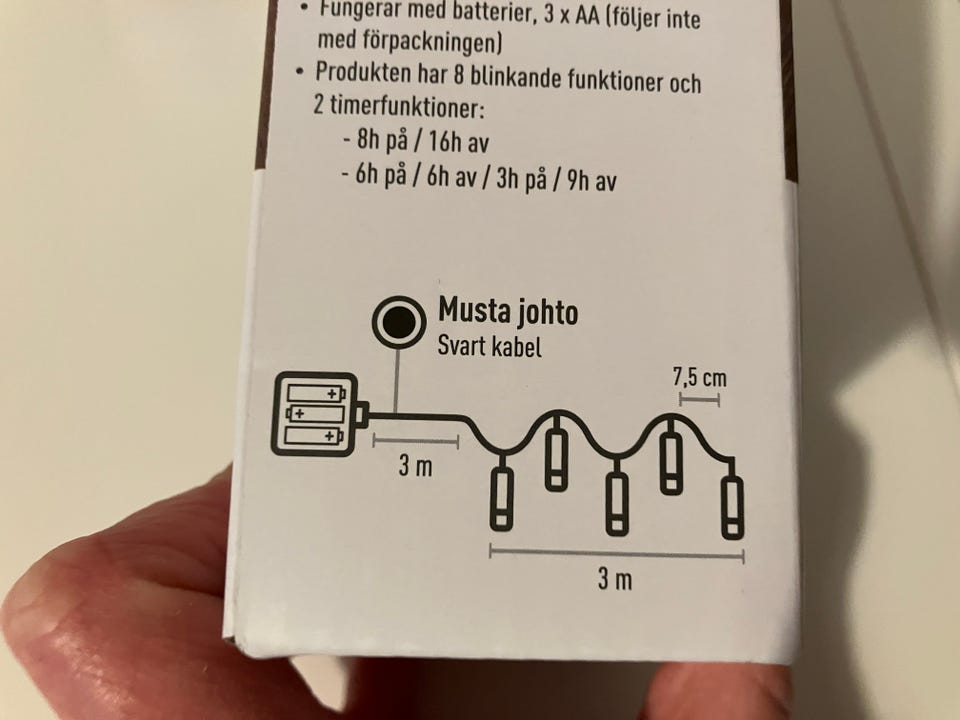 • Fungerar med batterier, 3 x AA (följer inte
med förpackningen)
• Produkten har 8 blinkande funktioner och
2 timerfunktioner:
- 8h på / 16h av
- 6h på / 6h av / 3h på / 9h av
Musta johto
Svart kabel
7,5 cm
+
+
+
3 m
3 m